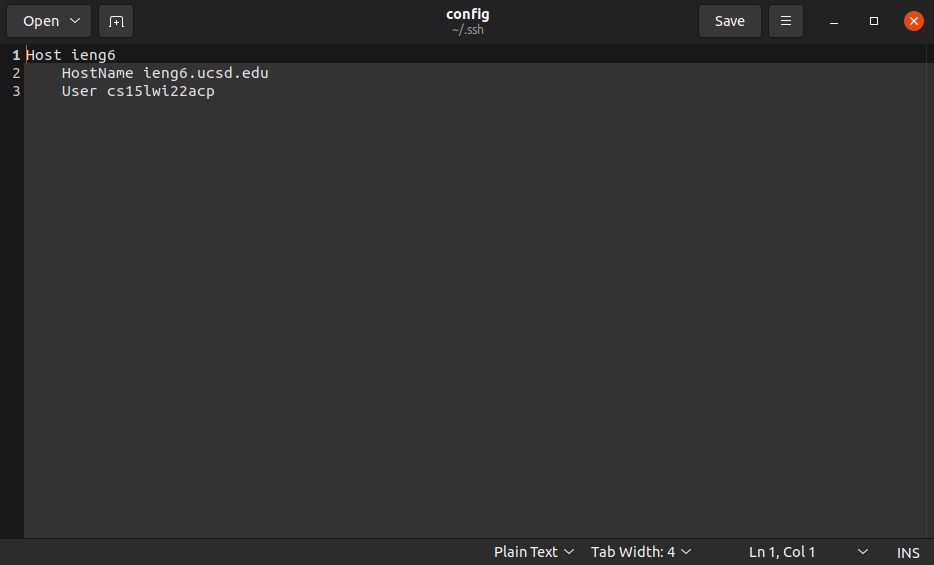 Open
config
~/.ssh
Save
1 Host ieng6
2 HostName ieng6.ucsd.edu
3 User cs15lwi22acp
Plain Text Tab Width: 4 Ln 1, Col 1 INS